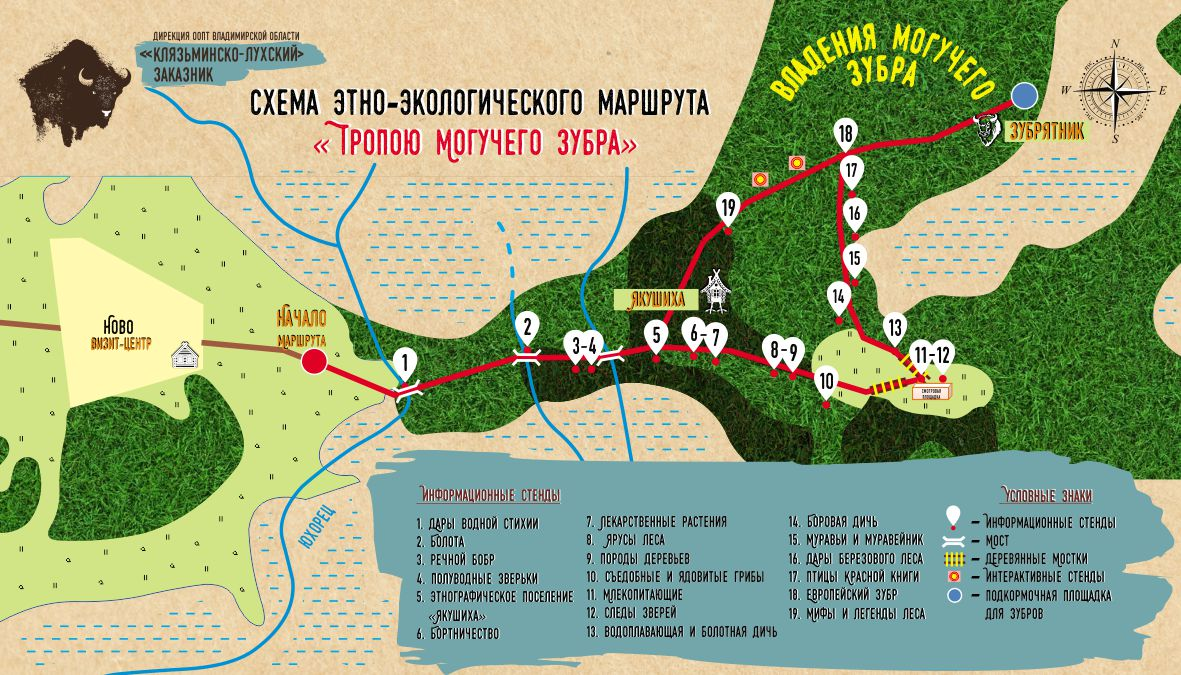 ДИРЕКЦИЯ ООПТ ВЛАДИМИРСКОЙ ОБЛАСТИ
«КЛЯЗЬМИНСКО-ЛУХСКИЙ»
ЗАКАЗНИК
СХЕМА ЭТНО-ЭКОЛОГИЧЕСКОГО МАРШРУТА
«ТРОПОЮ МОГУЧЕГО ЗУБРА»
ВЛАДЕНИЯ МОГУЧЕГО
ЗУБРА
N
W
E
S
ЗУБРЯТНИК
18
17
19
16
15
14
13
ЯКУШИХА
НОВО
ВИЗИТ-ЦЕНТР
НАЧАЛО
МАРШРУТА
1
2
3-4
5
6-7
8-9
10
11-12
СМОТРОВАЯ
ПЛОЩАДКА
ЮХОРЕЦ
ИНФОРМАЦИОННЫЕ СТЕНДЫ
1. ДАРЫ ВОДНОЙ СТИХИИ
2. БОЛОТА
3. РЕЧНОЙ БОБР
4. ПОЛУВОДНЫЕ ЗВЕРЬКИ
5. ЭТНОГРАФИЧЕСКОЕ ПОСЕЛЕНИЕ
«ЯКУШИХА»
6. БОРТНИЧЕСТВО
7. ЛЕКАРСТВЕННЫЕ РАСТЕНИЯ
8. ЯРУСЫ ЛЕСА
9. ПОРОДЫ ДЕРЕВЬЕВ
10. СЪЕДОБНЫЕ И ЯДОВИТЫЕ ГРИБЫ
11. МЛЕКОПИТАЮЩИЕ
12. СЛЕДЫ ЗВЕРЕЙ
13. ВОДОПЛАВАЮЩАЯ И БОЛОТНАЯ ДИЧЬ
14. БОРОВАЯ ДИЧЬ
15. МУРАВЬИ И МУРАВЕЙНИК
16. ДАРЫ БЕРЕЗОВОГО ЛЕСА
17. ПТИЦЫ КРАСНОЙ КНИГИ
18. ЕВРОПЕЙСКИЙ ЗУБР
19. МИФЫ И ЛЕГЕНДЫ ЛЕСА
УСЛОВНЫЕ ЗНАКИ
– ИНФОРМАЦИОННЫЕ СТЕНДЫ
– МОСТ
– ДЕРЕВЯННЫЕ МОСТКИ
– ИНТЕРАКТИВНЫЕ СТЕНДЫ
– ПОДКОРМОЧНАЯ ПЛОЩАДКА
ДЛЯ ЗУБРОВ